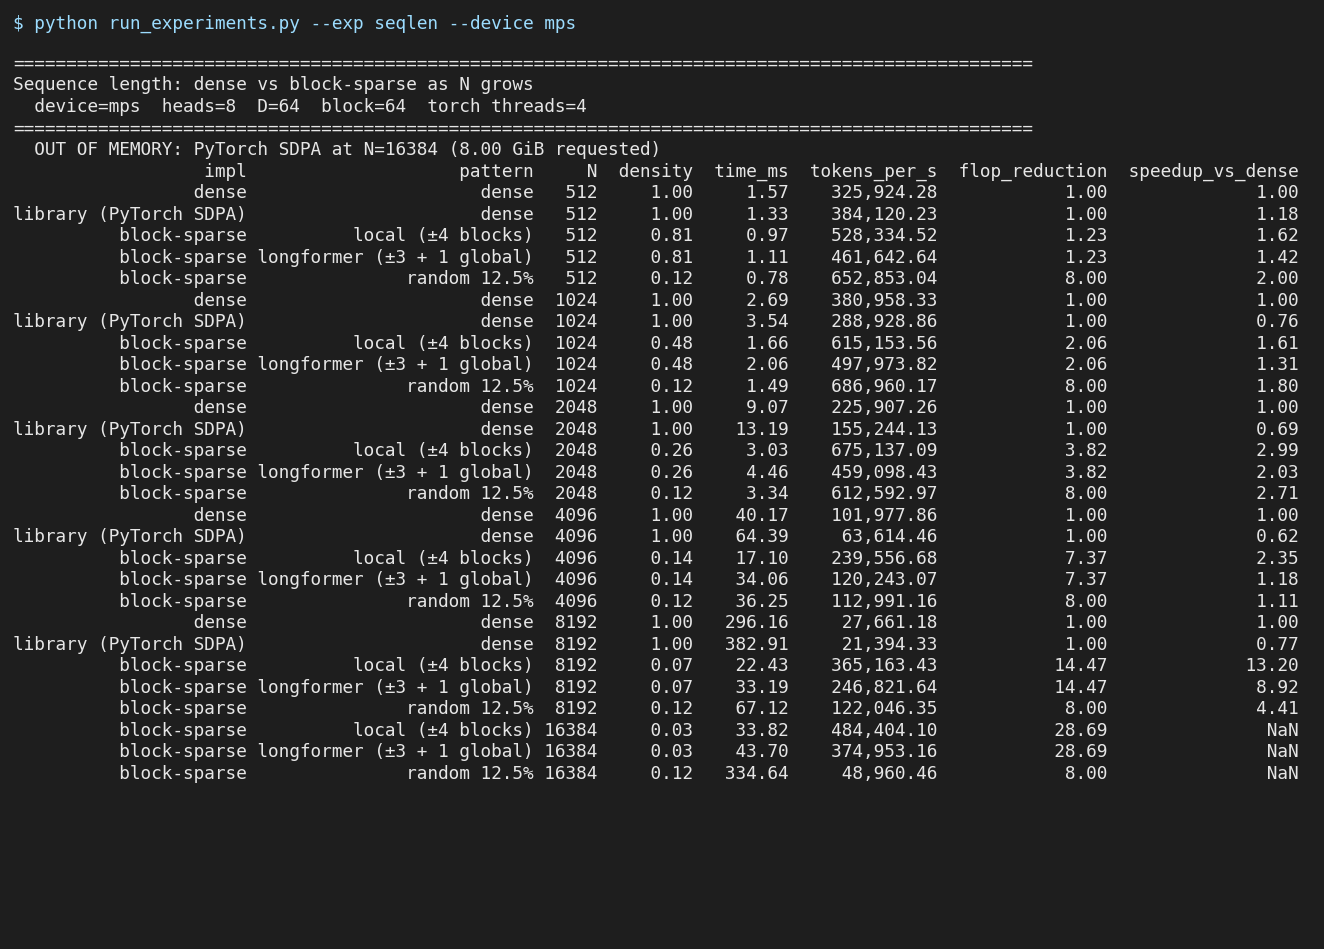 $ python run_experiments.py --exp seqlen --device mps
================================================================================================
Sequence length: dense vs block-sparse as N grows
  device=mps  heads=8  D=64  block=64  torch threads=4
================================================================================================
  OUT OF MEMORY: PyTorch SDPA at N=16384 (8.00 GiB requested)
                  impl                    pattern     N  density  time_ms  tokens_per_s  flop_reduction  speedup_vs_dense
                 dense                      dense   512     1.00     1.57    325,924.28            1.00              1.00
library (PyTorch SDPA)                      dense   512     1.00     1.33    384,120.23            1.00              1.18
          block-sparse          local (±4 blocks)   512     0.81     0.97    528,334.52            1.23              1.62
          block-sparse longformer (±3 + 1 global)   512     0.81     1.11    461,642.64            1.23              1.42
          block-sparse               random 12.5%   512     0.12     0.78    652,853.04            8.00              2.00
                 dense                      dense  1024     1.00     2.69    380,958.33            1.00              1.00
library (PyTorch SDPA)                      dense  1024     1.00     3.54    288,928.86            1.00              0.76
          block-sparse          local (±4 blocks)  1024     0.48     1.66    615,153.56            2.06              1.61
          block-sparse longformer (±3 + 1 global)  1024     0.48     2.06    497,973.82            2.06              1.31
          block-sparse               random 12.5%  1024     0.12     1.49    686,960.17            8.00              1.80
                 dense                      dense  2048     1.00     9.07    225,907.26            1.00              1.00
library (PyTorch SDPA)                      dense  2048     1.00    13.19    155,244.13            1.00              0.69
          block-sparse          local (±4 blocks)  2048     0.26     3.03    675,137.09            3.82              2.99
          block-sparse longformer (±3 + 1 global)  2048     0.26     4.46    459,098.43            3.82              2.03
          block-sparse               random 12.5%  2048     0.12     3.34    612,592.97            8.00              2.71
                 dense                      dense  4096     1.00    40.17    101,977.86            1.00              1.00
library (PyTorch SDPA)                      dense  4096     1.00    64.39     63,614.46            1.00              0.62
          block-sparse          local (±4 blocks)  4096     0.14    17.10    239,556.68            7.37              2.35
          block-sparse longformer (±3 + 1 global)  4096     0.14    34.06    120,243.07            7.37              1.18
          block-sparse               random 12.5%  4096     0.12    36.25    112,991.16            8.00              1.11
                 dense                      dense  8192     1.00   296.16     27,661.18            1.00              1.00
library (PyTorch SDPA)                      dense  8192     1.00   382.91     21,394.33            1.00              0.77
          block-sparse          local (±4 blocks)  8192     0.07    22.43    365,163.43           14.47             13.20
          block-sparse longformer (±3 + 1 global)  8192     0.07    33.19    246,821.64           14.47              8.92
          block-sparse               random 12.5%  8192     0.12    67.12    122,046.35            8.00              4.41
          block-sparse          local (±4 blocks) 16384     0.03    33.82    484,404.10           28.69               NaN
          block-sparse longformer (±3 + 1 global) 16384     0.03    43.70    374,953.16           28.69               NaN
          block-sparse               random 12.5% 16384     0.12   334.64     48,960.46            8.00               NaN